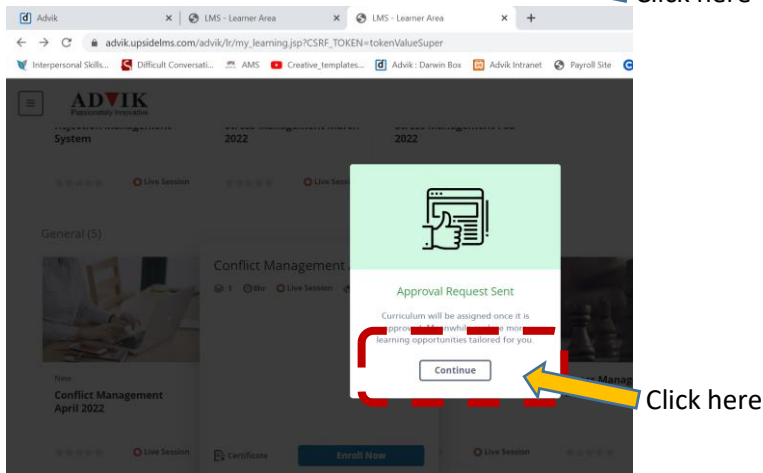 Click here
Advik
LMS - Learner Area
LMS - Learner Area
advik.upsidelms.com/advik/lr/my_learning.jsp?CSRF_TOKEN=tokenValueSuper
Interpersonal Skills... Difficult Conversati... AMS Creative_templates... Advik : Darwin Box Advik Intranet Payroll Site
ADVIK
Passionately Innovative
System
2022
2022
Live Session
Live Sess
General (5)
Conflict Management
1 8hr Live Session
Approval Request Sent
Curriculum will be assigned once it is
learning opportunities tailored for you.
Continue
Click here
New
Conflict Management
April 2022
Live Session
Certificate
Enroll Now
Live Session